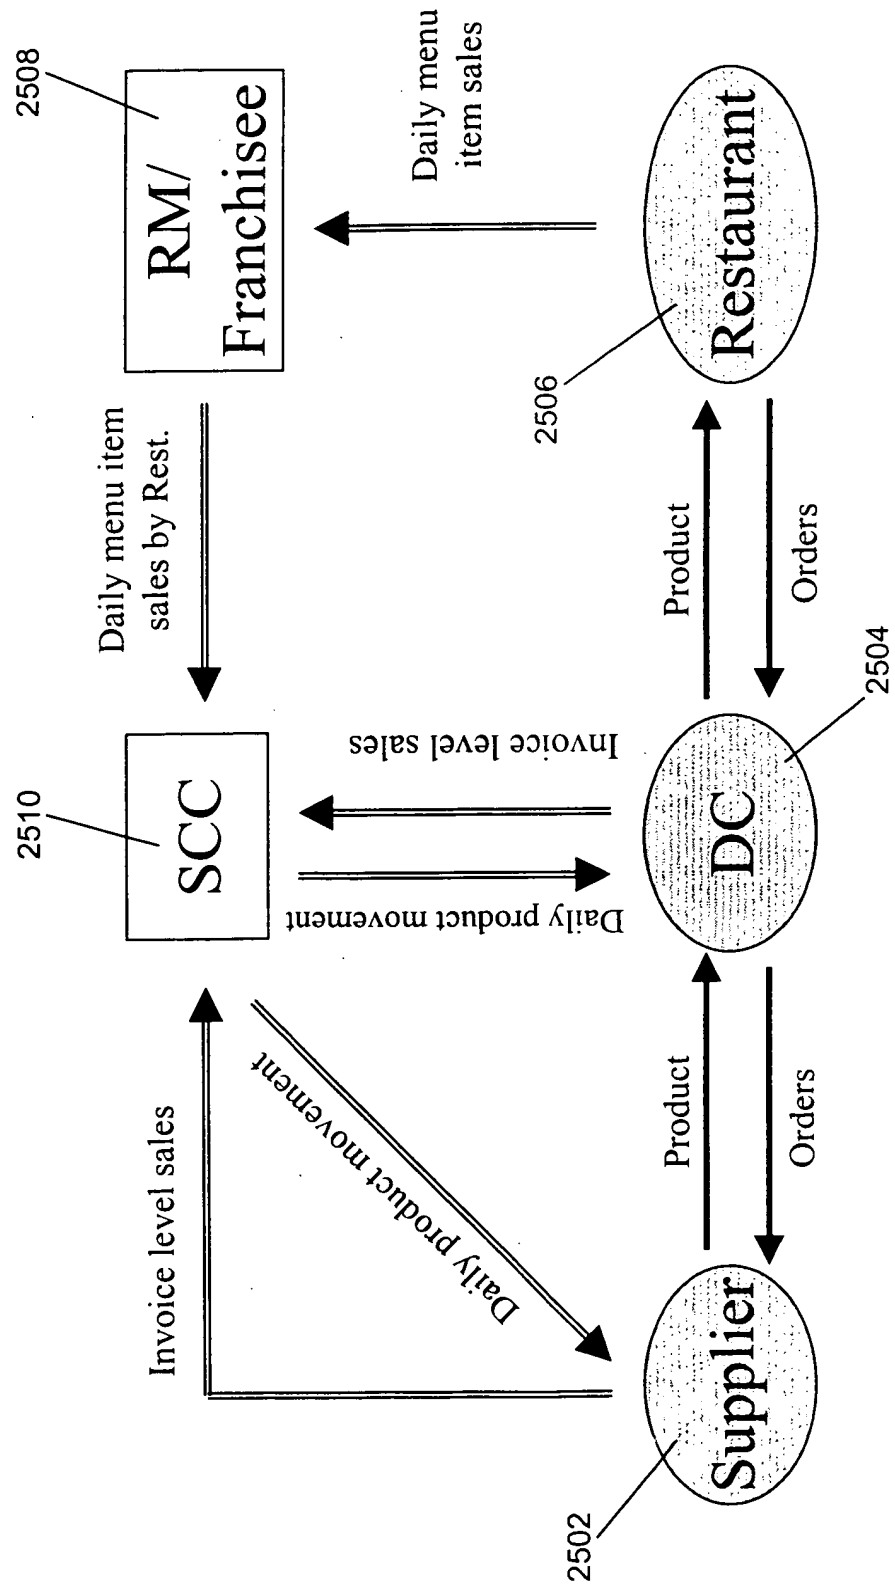 2510
2508
SCC
RM/
Franchisee
Daily menu item
sales by Rest.
Invoice level sales
Daily product movement
Daily product movement
Invoice level sales
Daily menu
item sales
2502
Supplier
Product
Orders
DC
2504
Product
Orders
2506
Restaurant